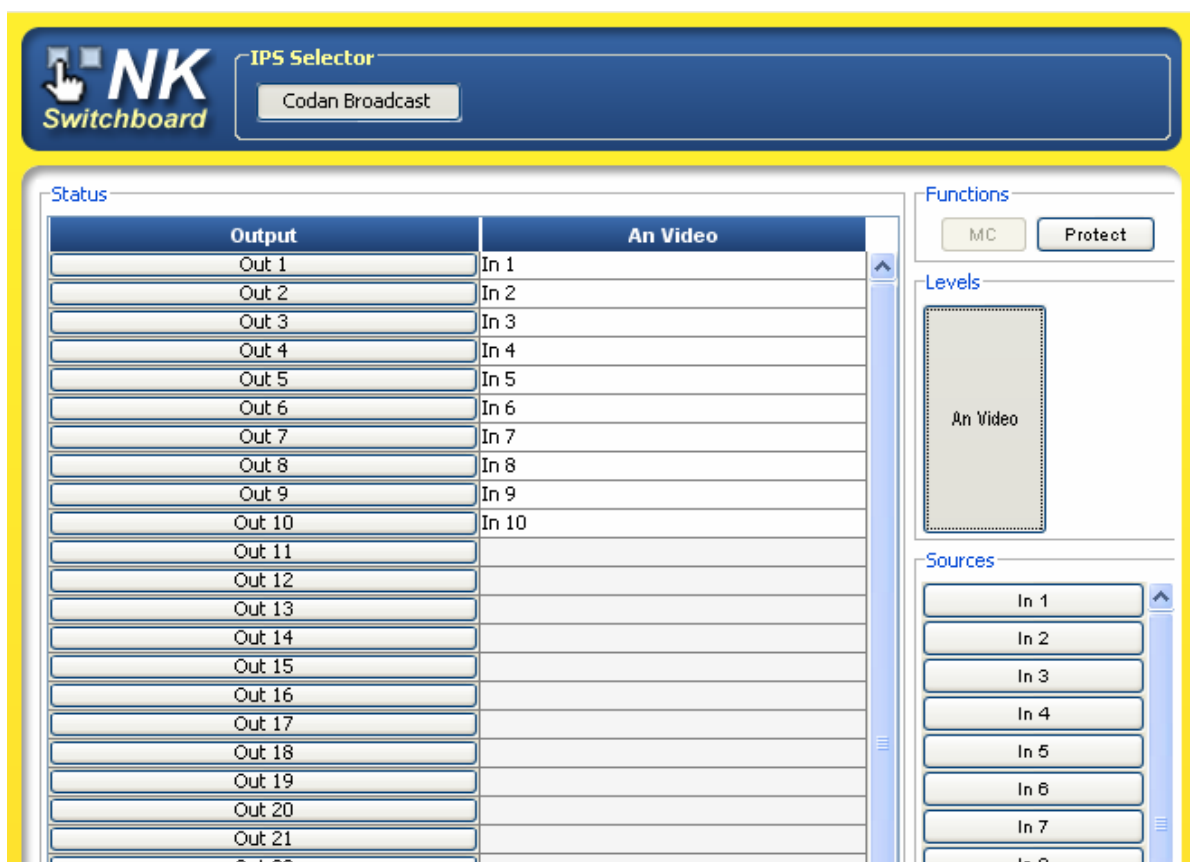 NK
Switchboard
IPS Selector
Codan Broadcast
Status
Output An Video
Out 1 In 1
Out 2 In 2
Out 3 In 3
Out 4 In 4
Out 5 In 5
Out 6 In 6
Out 7 In 7
Out 8 In 8
Out 9 In 9
Out 10 In 10
Out 11
Out 12
Out 13
Out 14
Out 15
Out 16
Out 17
Out 18
Out 19
Out 20
Out 21
Functions
MC Protect
Levels
An Video
Sources
In 1
In 2
In 3
In 4
In 5
In 6
In 7